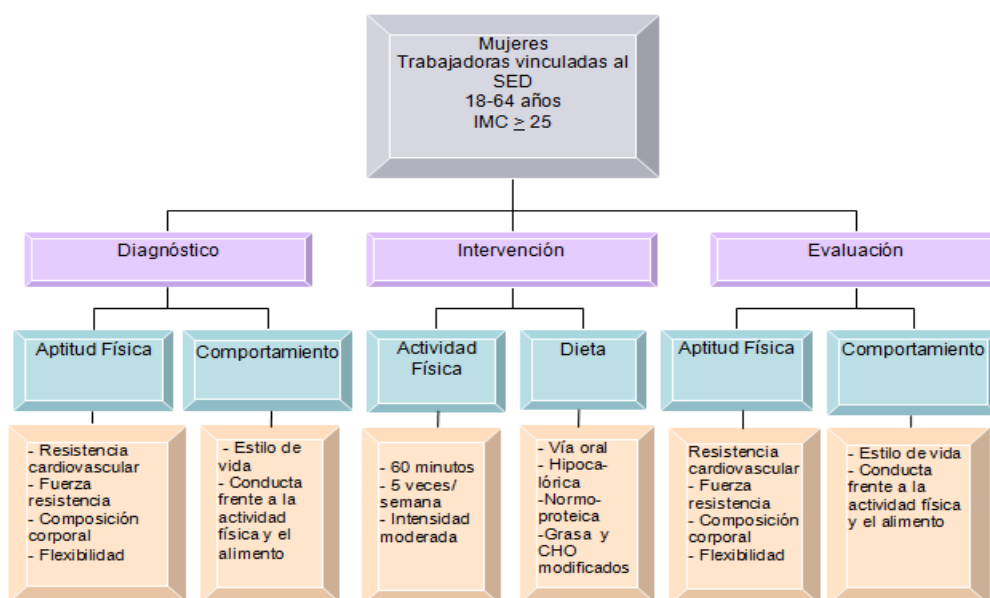 Mujeres
Trabajadoras vinculadas al
SED
18-64 años
IMC ≥ 25
Diagnóstico
Intervención
Evaluación
Aptitud Física
Comportamiento
Actividad
Física
Dieta
Aptitud Física
Comportamiento
- Resistencia
cardiovascular
- Fuerza
resistencia
- Composición
corporal
- Flexibilidad
- Estilo de
vida
- Conducta
frente a la
actividad
física y el
alimento
- 60 minutos
- 5 veces/
semana
- Intensidad
moderada
- Vía oral
- Hipoca-
lórica
-Normo-
proteica
-Grasa y
CHO
modificados
Resistencia
cardiovascular
- Fuerza
resistencia
- Composición
corporal
- Flexibilidad
- Estilo de vida
- Conducta
frente a la
actividad física
y el alimento